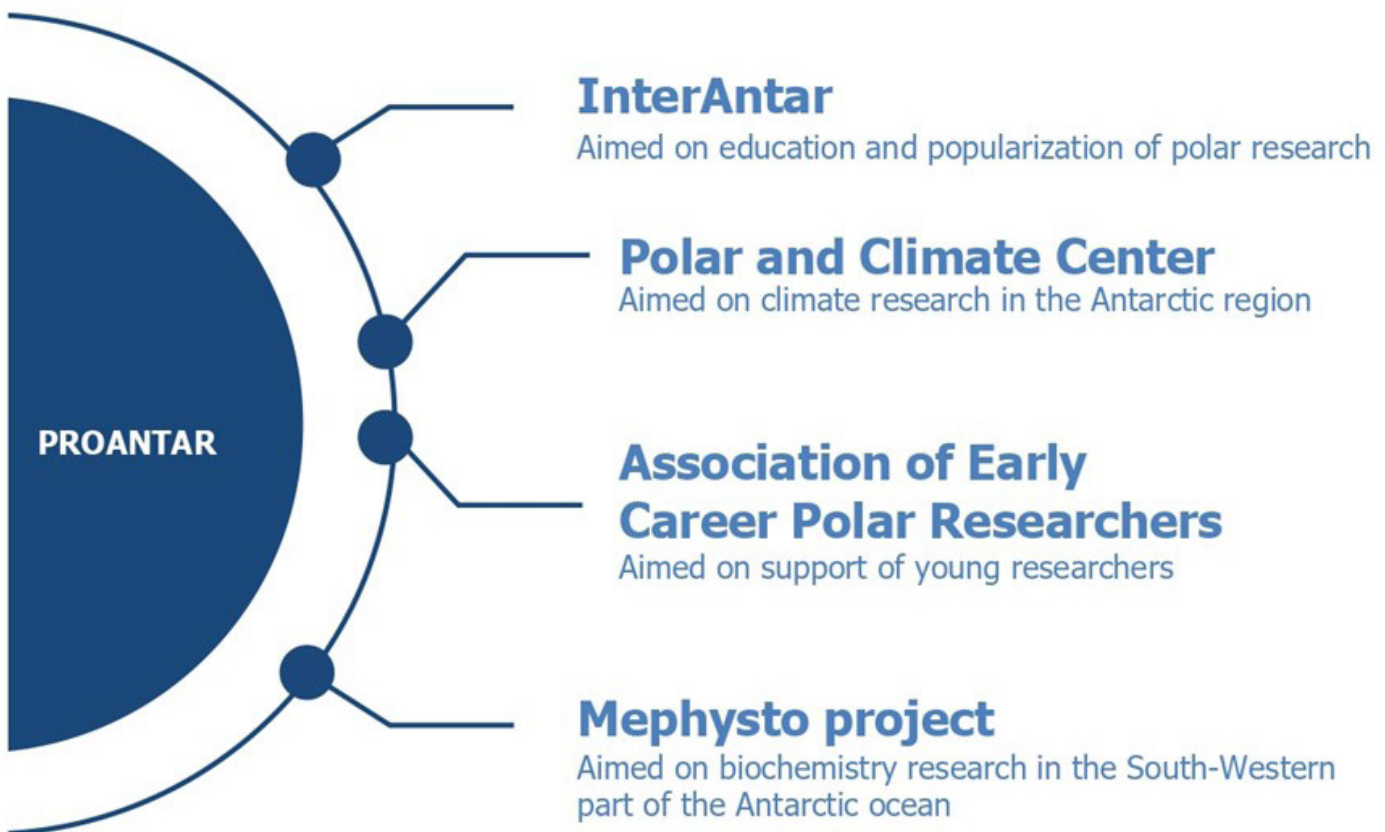 InterAntar
Aimed on education and popularization of polar research
Polar and Climate Center
Aimed on climate research in the Antarctic region
PROANTAR
Association of Early
Career Polar Researchers
Aimed on support of young researchers
Mephysto project
Aimed on biochemistry research in the South-Western
part of the Antarctic ocean